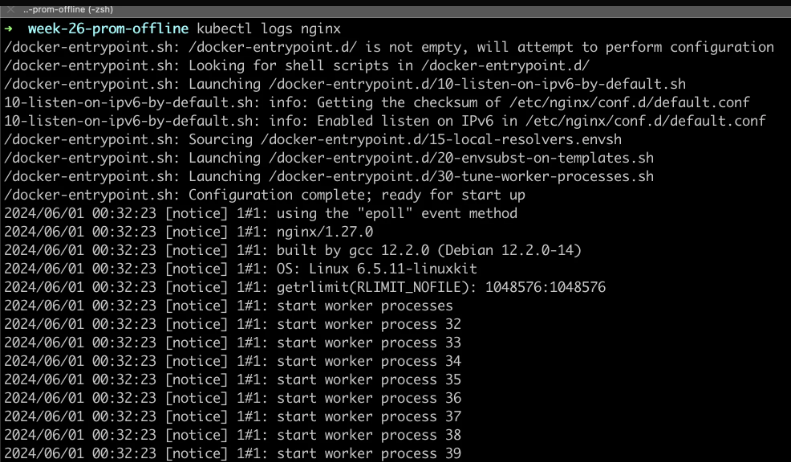 ..-prom-offline (-zsh)
➜ week-26-prom-offline kubectl logs nginx
/docker-entrypoint.sh: /docker-entrypoint.d/ is not empty, will attempt to perform configuration
/docker-entrypoint.sh: Looking for shell scripts in /docker-entrypoint.d/
/docker-entrypoint.sh: Launching /docker-entrypoint.d/10-listen-on-ipv6-by-default.sh
10-listen-on-ipv6-by-default.sh: info: Getting the checksum of /etc/nginx/conf.d/default.conf
10-listen-on-ipv6-by-default.sh: info: Enabled listen on IPv6 in /etc/nginx/conf.d/default.conf
/docker-entrypoint.sh: Sourcing /docker-entrypoint.d/15-local-resolvers.envsh
/docker-entrypoint.sh: Launching /docker-entrypoint.d/20-envsubst-on-templates.sh
/docker-entrypoint.sh: Launching /docker-entrypoint.d/30-tune-worker-processes.sh
/docker-entrypoint.sh: Configuration complete; ready for start up
2024/06/01 00:32:23 [notice] 1#1: using the "epoll" event method
2024/06/01 00:32:23 [notice] 1#1: nginx/1.27.0
2024/06/01 00:32:23 [notice] 1#1: built by gcc 12.2.0 (Debian 12.2.0-14)
2024/06/01 00:32:23 [notice] 1#1: OS: Linux 6.5.11-linuxkit
2024/06/01 00:32:23 [notice] 1#1: getrlimit(RLIMIT_NOFILE): 1048576:1048576
2024/06/01 00:32:23 [notice] 1#1: start worker processes
2024/06/01 00:32:23 [notice] 1#1: start worker process 32
2024/06/01 00:32:23 [notice] 1#1: start worker process 33
2024/06/01 00:32:23 [notice] 1#1: start worker process 34
2024/06/01 00:32:23 [notice] 1#1: start worker process 35
2024/06/01 00:32:23 [notice] 1#1: start worker process 36
2024/06/01 00:32:23 [notice] 1#1: start worker process 37
2024/06/01 00:32:23 [notice] 1#1: start worker process 38
2024/06/01 00:32:23 [notice] 1#1: start worker process 39